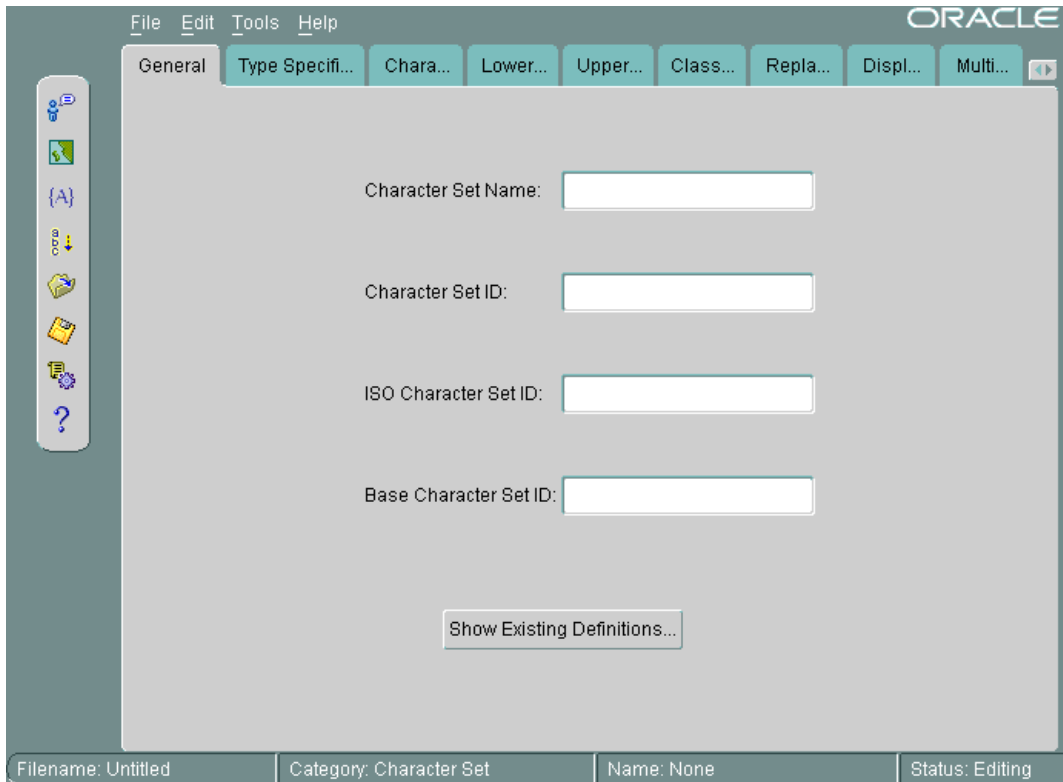 File Edit Tools Help
ORACLE
General Type Specifi... Chara... Lower... Upper... Class... Repla... Displ... Multi...
{A}
a
b
c
?
Character Set Name:
Character Set ID:
ISO Character Set ID:
Base Character Set ID:
Show Existing Definitions...
Filename: Untitled Category: Character Set Name: None Status: Editing